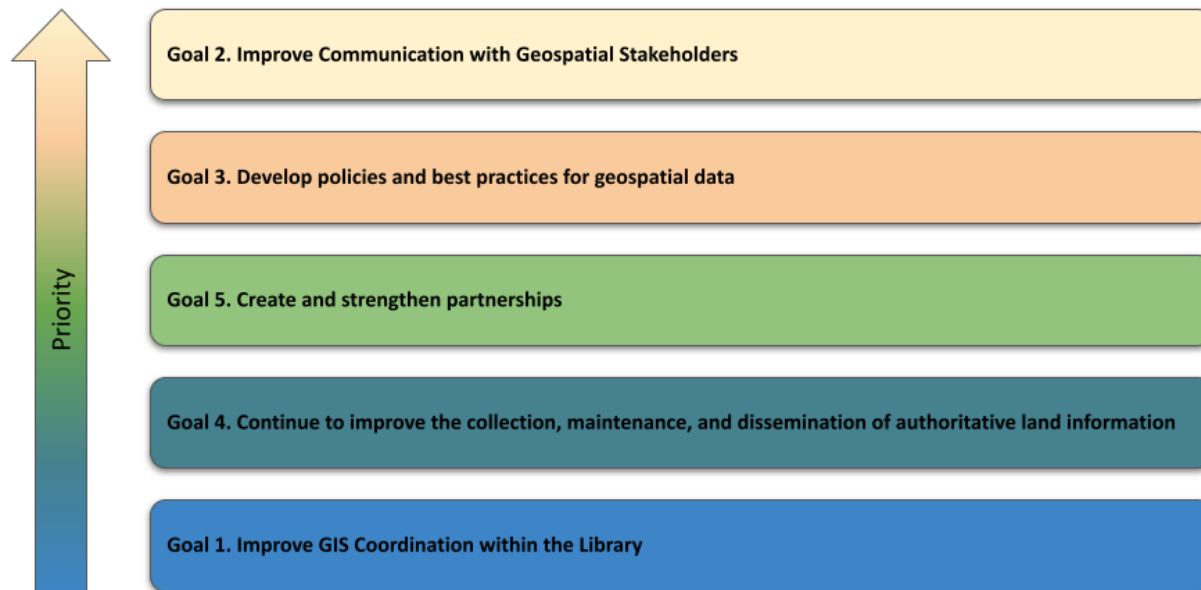 Goal 2. Improve Communication with Geospatial Stakeholders
Goal 3. Develop policies and best practices for geospatial data
Priority
Goal 5. Create and strengthen partnerships
Goal 4. Continue to improve the collection, maintenance, and dissemination of authoritative land information
Goal 1. Improve GIS Coordination within the Library